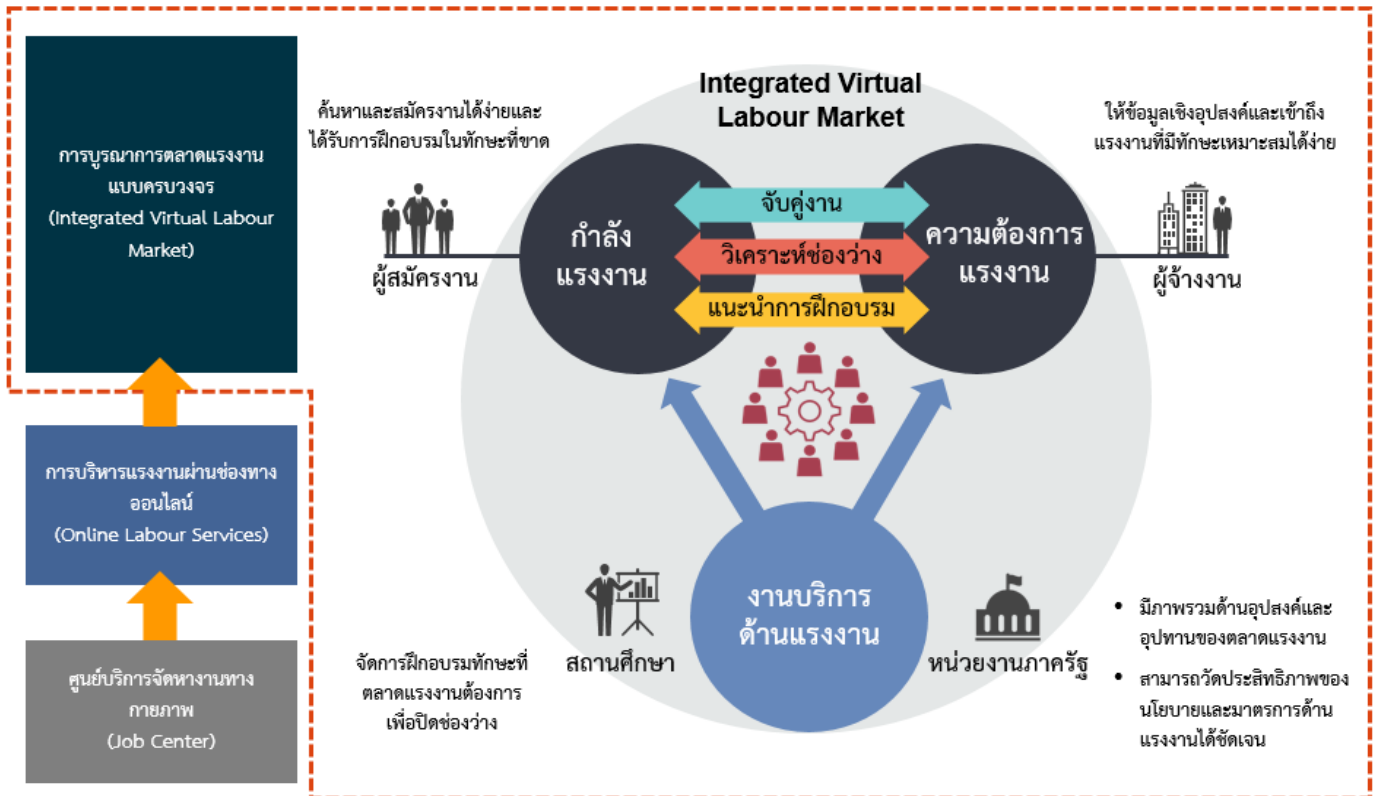 การบูรณาการตลาดแรงงาน
แบบครบวงจร
(Integrated Virtual Labour
Market)
การบริหารแรงงานผ่านช่องทาง
ออนไลน์
(Online Labour Services)
ศูนย์บริการจัดหางานทาง
กายภาพ
(Job Center)
Integrated Virtual
Labour Market
ค้นหาและสมัครงานได้ง่ายและ
ได้รับการฝึกอบรมในทักษะที่ขาด
ผู้สมัครงาน
กำลัง
แรงงาน
จับคู่งาน
วิเคราะห์ช่องว่าง
แนะนำการฝึกอบรม
ความต้องการ
แรงงาน
ให้ข้อมูลเชิงอุปสงค์และเข้าถึง
แรงงานที่มีทักษะเหมาะสมได้ง่าย
ผู้จ้างงาน
งานบริการ
ด้านแรงงาน
สถานศึกษา
จัดการฝึกอบรมทักษะที่
ตลาดแรงงานต้องการ
เพื่อปิดช่องว่าง
หน่วยงานภาครัฐ
• มีภาพรวมด้านอุปสงค์และ
อุปทานของตลาดแรงงาน
• สามารถวัดประสิทธิภาพของ
นโยบายและมาตรการด้าน
แรงงานได้ชัดเจน